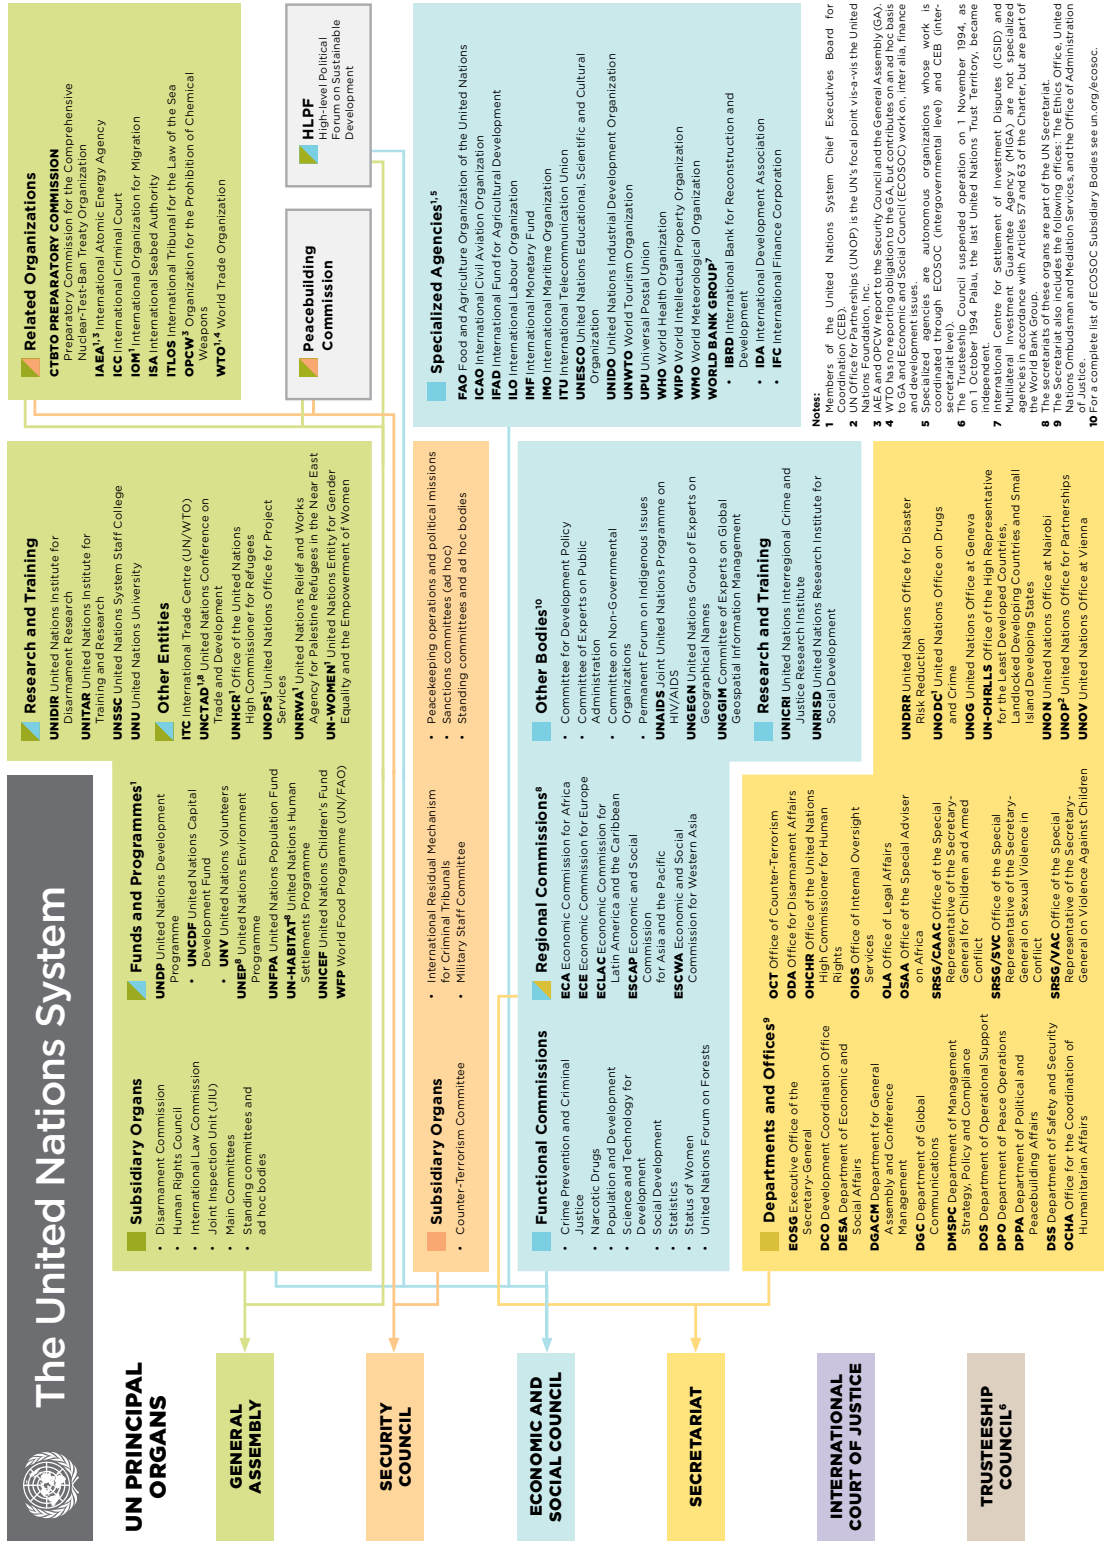 The United Nations System
UN PRINCIPAL
ORGANS
GENERAL
ASSEMBLY
SECURITY
COUNCIL
ECONOMIC AND
SOCIAL COUNCIL
SECRETARIAT
INTERNATIONAL
COURT OF JUSTICE
TRUSTEESHIP
COUNCIL⁶
Subsidiary Organs
• Disarmament Commission
• Human Rights Council
• International Law Commission
• Joint Inspection Unit (JIU)
• Main Committees
• Standing committees and
ad hoc bodies
Funds and Programmes¹
UNDP United Nations Development
Programme
• UNCDF United Nations Capital
Development Fund
• UNV United Nations Volunteers
UNEP⁸ United Nations Environment
Programme
UNFPA United Nations Population Fund
UN-HABITAT⁸ United Nations Human
Settlements Programme
UNICEF United Nations Children's Fund
WFP World Food Programme (UN/FAO)
Research and Training
UNIDIR United Nations Institute for
Disarmament Research
UNITAR United Nations Institute for
Training and Research
UNSSC United Nations System Staff College
UNU United Nations University
Other Entities
ITC International Trade Centre (UN/WTO)
UNCTAD¹,⁸ United Nations Conference on
Trade and Development
UNHCR¹ Office of the United Nations
High Commissioner for Refugees
UNOPS¹ United Nations Office for Project
Services
UNRWA¹ United Nations Relief and Works
Agency for Palestine Refugees in the Near East
UN-WOMEN¹ United Nations Entity for Gender
Equality and the Empowerment of Women
Related Organizations
CTBTO PREPARATORY COMMISSION
Preparatory Commission for the Comprehensive
Nuclear-Test-Ban Treaty Organization
IAEA¹,³ International Atomic Energy Agency
ICC International Criminal Court
IOM¹ International Organization for Migration
ISA International Seabed Authority
ITLOS International Tribunal for the Law of the Sea
OPCW³ Organization for the Prohibition of Chemical
Weapons
WTO¹,⁴ World Trade Organization
Peacebuilding
Commission
HLPF
High-level Political
Forum on Sustainable
Development
Subsidiary Organs
• Counter-Terrorism Committee
• International Residual Mechanism
for Criminal Tribunals
• Military Staff Committee
• Peacekeeping operations and political missions
• Sanctions committees (ad hoc)
• Standing committees and ad hoc bodies
Functional Commissions
• Crime Prevention and Criminal
Justice
• Narcotic Drugs
• Population and Development
• Science and Technology for
Development
• Social Development
• Statistics
• Status of Women
• United Nations Forum on Forests
Regional Commissions⁸
ECA Economic Commission for Africa
ECE Economic Commission for Europe
ECLAC Economic Commission for
Latin America and the Caribbean
ESCAP Economic and Social
Commission
for Asia and the Pacific
ESCWA Economic and Social
Commission for Western Asia
Other Bodies¹⁰
• Committee for Development Policy
• Committee of Experts on Public
Administration
• Committee on Non-Governmental
Organizations
• Permanent Forum on Indigenous Issues
UNAIDS Joint United Nations Programme on
HIV/AIDS
UNGEGN United Nations Group of Experts on
Geographical Names
UNGGIM Committee of Experts on Global
Geospatial Information Management
Research and Training
UNICRI United Nations Interregional Crime and
Justice Research Institute
UNRISD United Nations Research Institute for
Social Development
Specialized Agencies¹,⁵
FAO Food and Agriculture Organization of the United Nations
ICAO International Civil Aviation Organization
IFAD International Fund for Agricultural Development
ILO International Labour Organization
IMF International Monetary Fund
IMO International Maritime Organization
ITU International Telecommunication Union
UNESCO United Nations Educational, Scientific and Cultural
Organization
UNIDO United Nations Industrial Development Organization
UNWTO World Tourism Organization
UPU Universal Postal Union
WHO World Health Organization
WIPO World Intellectual Property Organization
WMO World Meteorological Organization
WORLD BANK GROUP⁷
• IBRD International Bank for Reconstruction and
Development
• IDA International Development Association
• IFC International Finance Corporation
Departments and Offices⁹
EOSG Executive Office of the
Secretary-General
DCO Development Coordination Office
DESA Department of Economic and
Social Affairs
DGACM Department for General
Assembly and Conference
Management
DGC Department of Global
Communications
DMSPC Department of Management
Strategy, Policy and Compliance
DOS Department of Operational Support
DPO Department of Peace Operations
DPPA Department of Political and
Peacebuilding Affairs
DSS Department of Safety and Security
OCHA Office for the Coordination of
Humanitarian Affairs
OCT Office of Counter-Terrorism
ODA Office for Disarmament Affairs
OHCHR Office of the United Nations
High Commissioner for Human
Rights
OIOS Office of Internal Oversight
Services
OLA Office of Legal Affairs
OSAA Office of the Special Adviser
on Africa
SRSG/CAAC Office of the Special
Representative of the Secretary-
General for Children and Armed
Conflict
SRSG/SVC Office of the Special
Representative of the Secretary-
General on Sexual Violence in
Conflict
SRSG/VAC Office of the Special
Representative of the Secretary-
General on Violence Against Children
UNDRR United Nations Office for Disaster
Risk Reduction
UNODC¹ United Nations Office on Drugs
and Crime
UNOG United Nations Office at Geneva
UN-OHRLLS Office of the High Representative
for the Least Developed Countries,
Landlocked Developing Countries and Small
Island Developing States
UNON United Nations Office at Nairobi
UNOP² United Nations Office for Partnerships
UNOV United Nations Office at Vienna
Notes:
1 Members of the United Nations System Chief Executives Board for
Coordination (CEB).
2 UN Office for Partnerships (UNOP) is the UN's focal point vis-a-vis the United
Nations Foundation, Inc.
3 IAEA and OPCW report to the Security Council and the General Assembly (GA).
4 WTO has no reporting obligation to the GA, but contributes on an ad hoc basis
to GA and Economic and Social Council (ECOSOC) work on, inter alia, finance
and development issues.
5 Specialized agencies are autonomous organizations whose work is
coordinated through ECOSOC (intergovernmental level) and CEB (inter-
secretariat level).
6 The Trusteeship Council suspended operation on 1 November 1994, as
on 1 October 1994 Palau, the last United Nations Trust Territory, became
independent.
7 International Centre for Settlement of Investment Disputes (ICSID) and
Multilateral Investment Guarantee Agency (MIGA) are not specialized
agencies in accordance with Articles 57 and 63 of the Charter, but are part of
the World Bank Group.
8 The secretariats of these organs are part of the UN Secretariat.
9 The Secretariat also includes the following offices: The Ethics Office, United
Nations Ombudsman and Mediation Services, and the Office of Administration
of Justice.
10 For a complete list of ECOSOC Subsidiary Bodies see un.org/ecosoc.